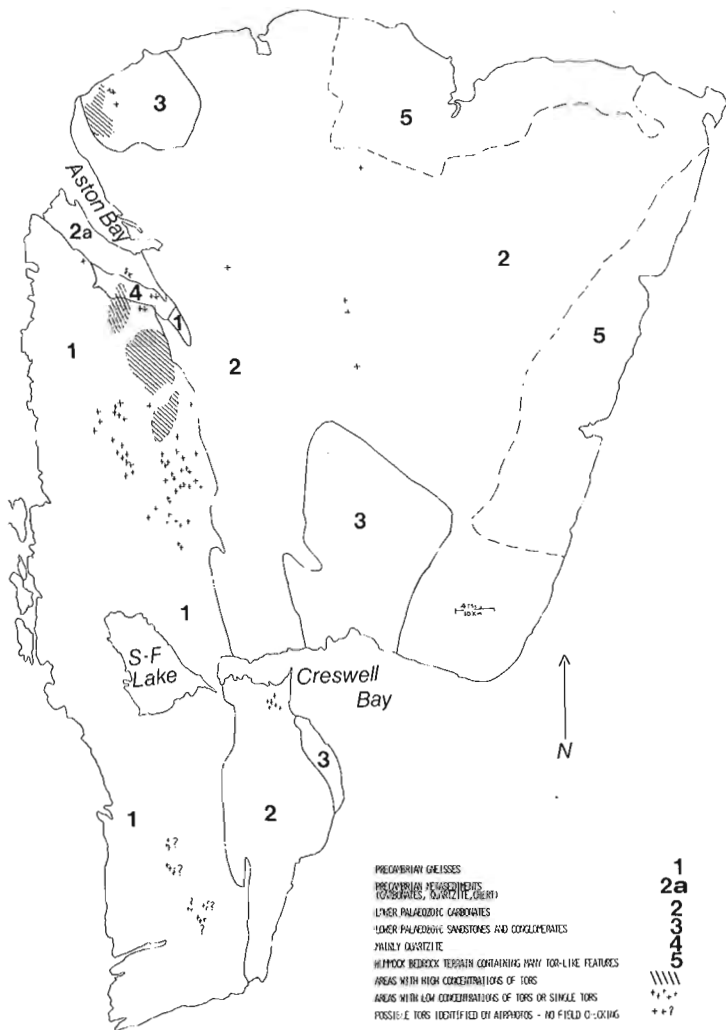 3
5
Aston Bay
2a
2
4
1
5
1
2
3
1
S-F
Lake
Creswell
Bay
N
3
1
2
?
?
?
?
PRECAMBRIAN GNEISSES 1
PRECAMBRIAN METASEDIMENTS 2a
(CARBONATES, QUARTZITE, CHERT)
LOWER PALAEOZOIC CARBONATES 2
LOWER PALAEOZOIC SANDSTONES AND CONGLOMERATES 3
MAINLY QUARTZITE 4
HUMMOCK BEDROCK TERRAIN CONTAINING MANY TOR-LIKE FEATURES 5
AREAS WITH HIGH CONCENTRATIONS OF TORS
AREAS WITH LOW CONCENTRATIONS OF TORS OR SINGLE TORS
POSSIBLE TORS IDENTIFIED ON AIRPHOTOS - NO FIELD CHECKING ++?